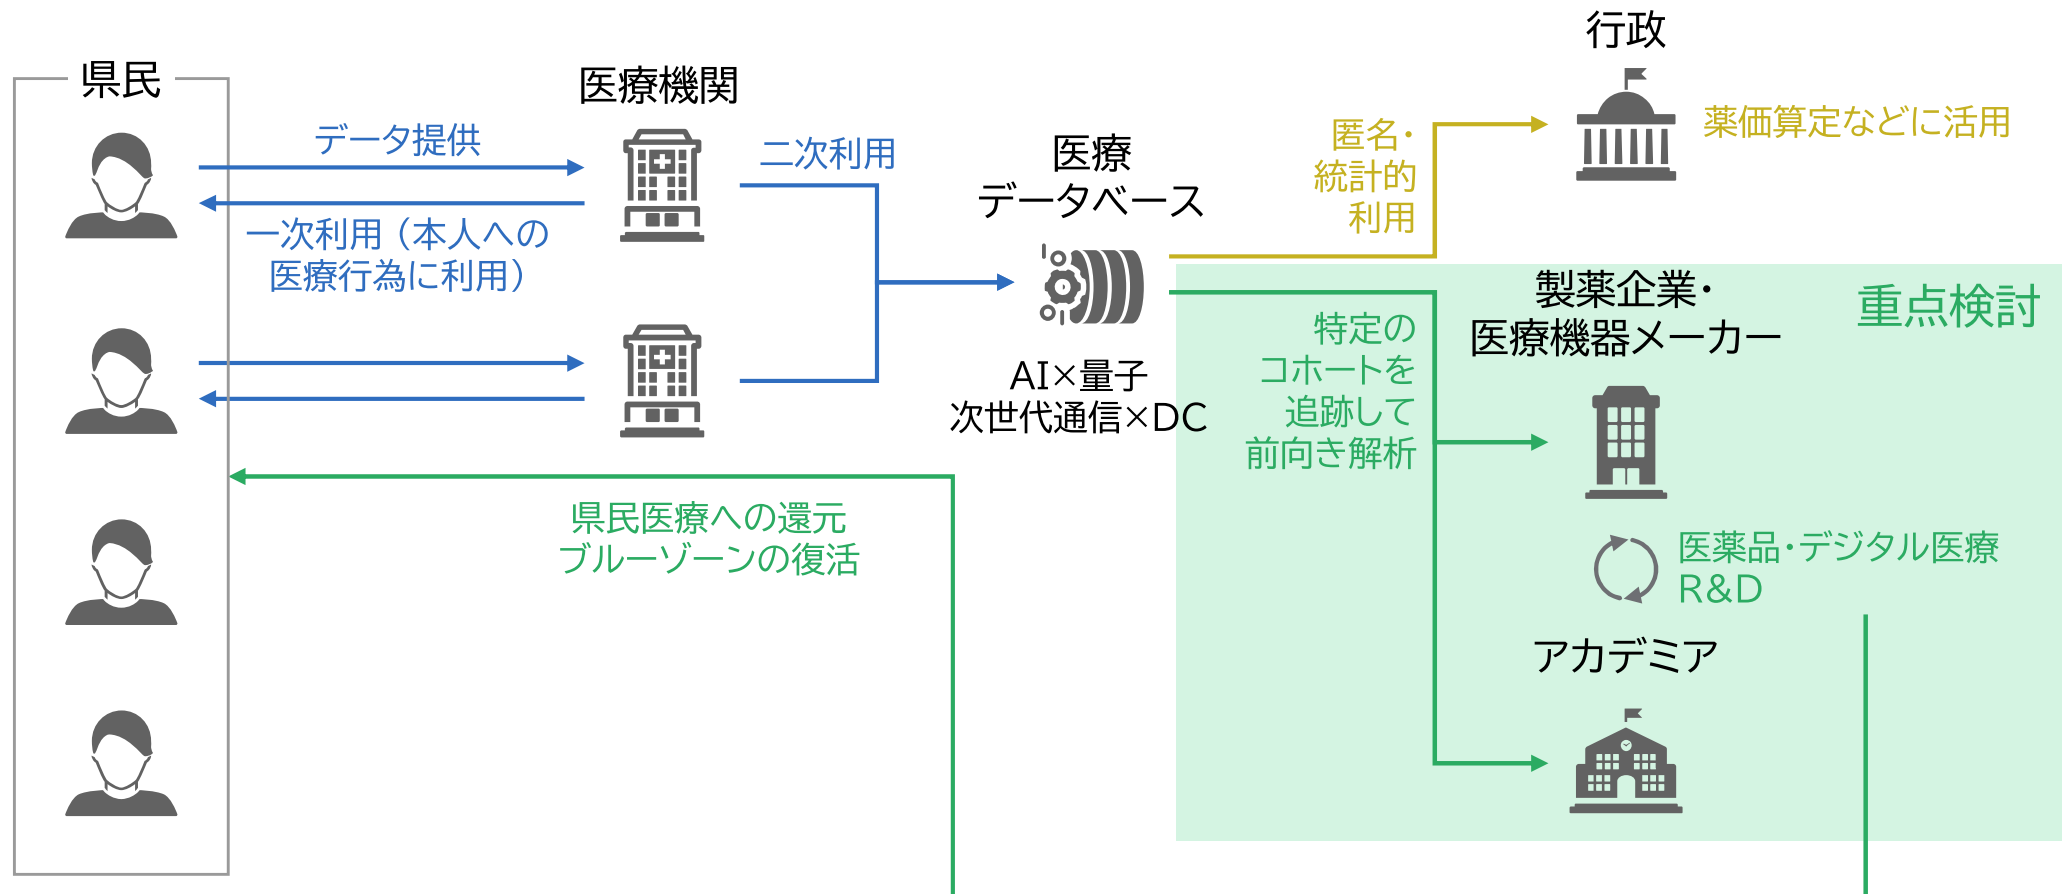 県民
データ提供
一次利用（本人への
医療行為に利用）
医療機関
二次利用
医療
データベース
AI×量子
次世代通信×DC
匿名・
統計的
利用
行政
薬価算定などに活用
重点検討
特定の
コホートを
追跡して
前向き解析
製薬企業・
医療機器メーカー
医薬品・デジタル医療
R&D
アカデミア
県民医療への還元
ブルーゾーンの復活